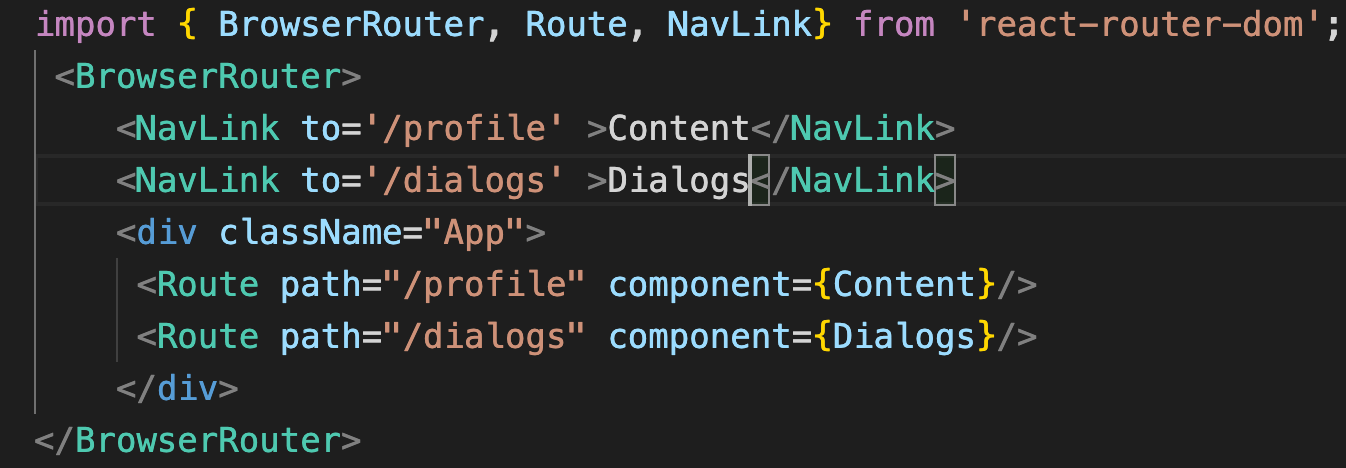 import { BrowserRouter, Route, NavLink} from 'react-router-dom';
<BrowserRouter>
<NavLink to='/profile' >Content</NavLink>
<NavLink to='/dialogs' >Dialogs</NavLink>
<div className="App">
<Route path="/profile" component={Content}/>
<Route path="/dialogs" component={Dialogs}/>
</div>
</BrowserRouter>